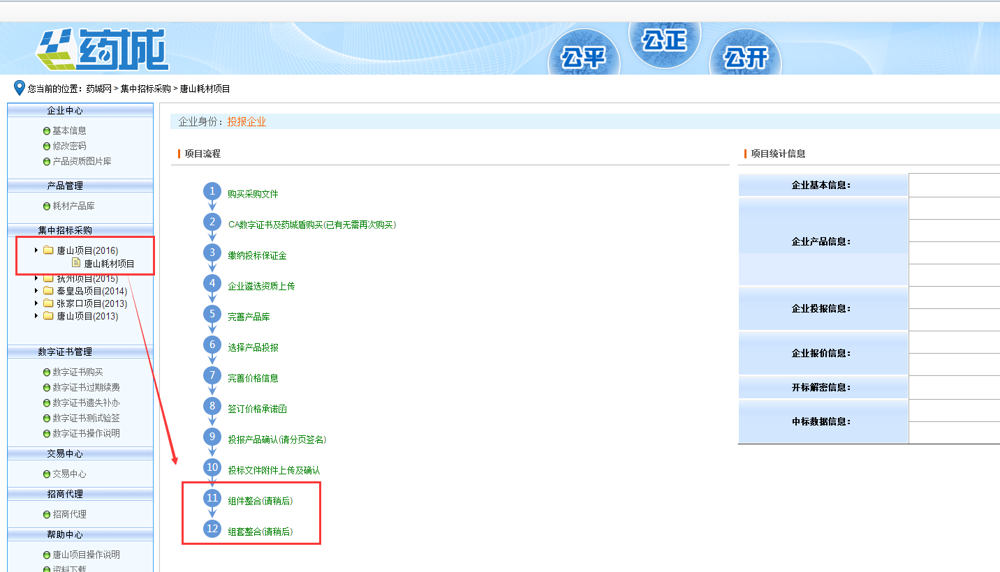 药城
公平
公正
公开
您当前的位置：药城网 > 集中招标采购 > 唐山耗材项目
企业中心
基本信息
修改密码
产品资质图片库
产品管理
耗材产品库
集中招标采购
唐山项目(2016)
唐山耗材项目
抚州项目(2015)
秦皇岛项目(2014)
张家口项目(2013)
唐山项目(2013)
数字证书管理
数字证书购买
数字证书过期续费
数字证书遗失补办
数字证书测试验签
数字证书操作说明
交易中心
交易中心
招商代理
招商代理
帮助中心
唐山项目操作说明
资料下载
企业身份：投报企业
项目流程
1 购买采购文件
2 CA数字证书及药城盾购买(已有无需再次购买)
3 缴纳投标保证金
4 企业遴选资质上传
5 完善产品库
6 选择产品投报
7 完善价格信息
8 签订价格承诺函
9 投报产品确认(请分页签名)
10 投标文件附件上传及确认
11 组件整合(请稍后)
12 组套整合(请稍后)
项目统计信息
企业基本信息：
企业产品信息：
企业投报信息：
企业报价信息：
开标解密信息：
中标数据信息：